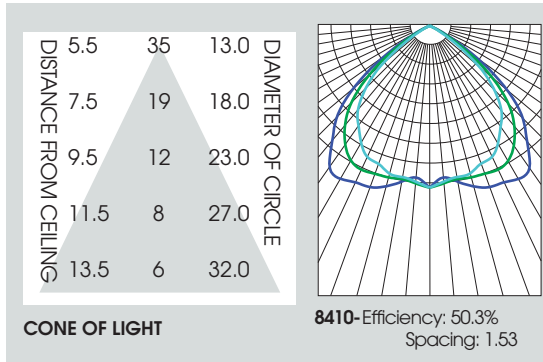 DISTANCE FROM CEILING
DIAMETER OF CIRCLE
5.5 35 13.0
7.5 19 18.0
9.5 12 23.0
11.5 8 27.0
13.5 6 32.0
CONE OF LIGHT
8410- Efficiency: 50.3%
Spacing: 1.53